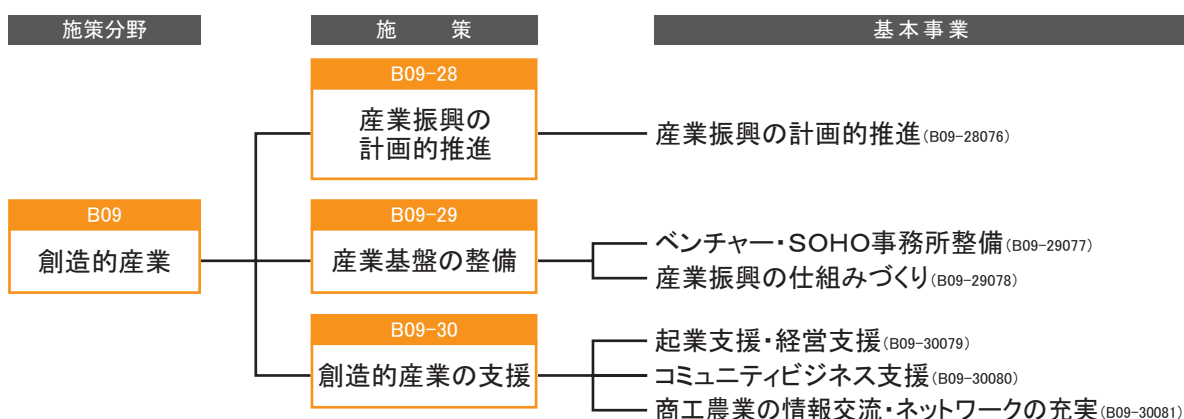 施策分野
施　策
基本事業
B09-28
産業振興の
計画的推進
産業振興の計画的推進(B09-28076)
B09
創造的産業
B09-29
産業基盤の整備
ベンチャー・SOHO事務所整備(B09-29077)
産業振興の仕組みづくり(B09-29078)
B09-30
創造的産業の支援
起業支援・経営支援(B09-30079)
コミュニティビジネス支援(B09-30080)
商工農業の情報交流・ネットワークの充実(B09-30081)